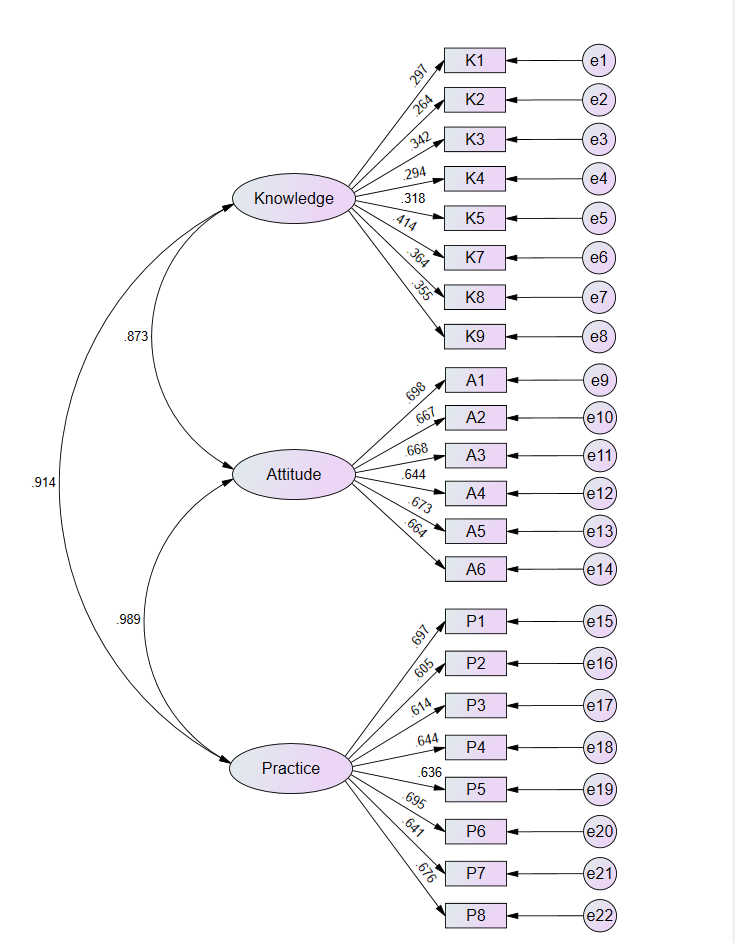 K1 e1
.297
K2 e2
.264
K3 e3
.342
K4 e4
.294
Knowledge
.318
K5 e5
.414
K7 e6
.364
K8 e7
.355
K9 e8
.873
A1 e9
.698
A2 e10
.667
A3 e11
.668
Attitude
.644
A4 e12
.673
A5 e13
.664
A6 e14
.914
.989
P1 e15
.697
P2 e16
.605
P3 e17
.614
P4 e18
.644
Practice
.636
P5 e19
.695
P6 e20
.641
P7 e21
.676
P8 e22